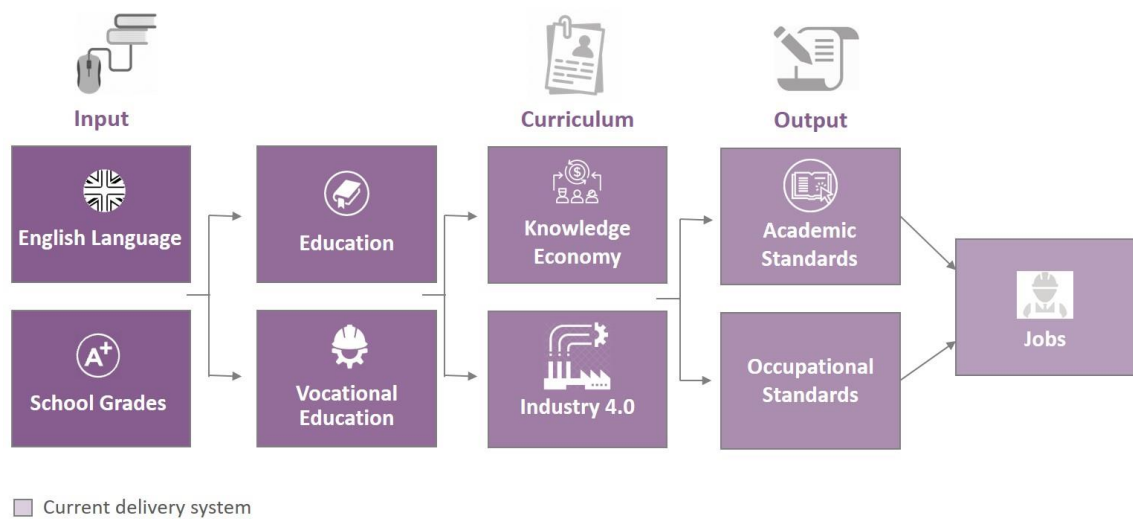 Input
Curriculum
Output
English Language
Education
Knowledge
Economy
Academic
Standards
Jobs
A+
School Grades
Vocational
Education
Industry 4.0
Occupational
Standards
$
Current delivery system